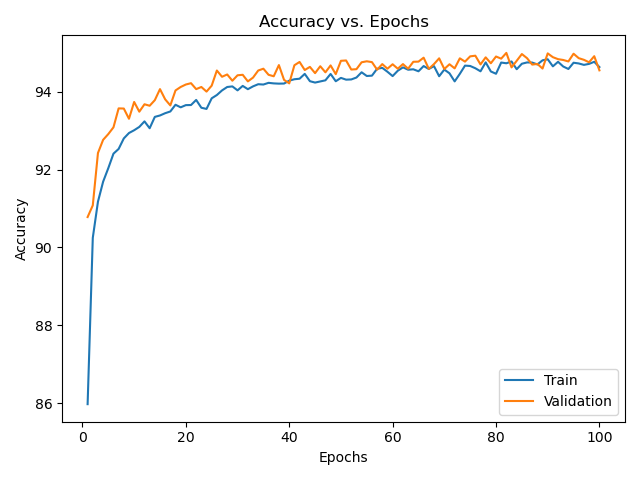 Accuracy vs. Epochs
Accuracy
94
92
90
88
86
0 20 40 60 80 100
Epochs
Train
Validation